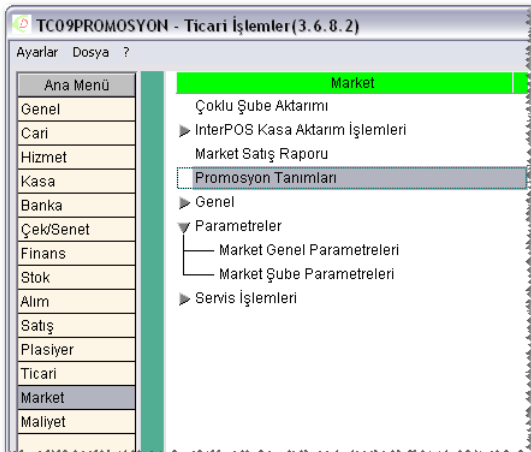 TC09PROMOSYON - Ticari İşlemler(3.6.8.2)
Ayarlar Dosya ?
Ana Menü
Genel
Cari
Hizmet
Kasa
Banka
Çek/Senet
Finans
Stok
Alım
Satış
Plasiyer
Ticari
Market
Maliyet
Market
Çoklu Şube Aktarımı
InterPOS Kasa Aktarım İşlemleri
Market Satış Raporu
Promosyon Tanımları
Genel
Parametreler
Market Genel Parametreleri
Market Şube Parametreleri
Servis İşlemleri